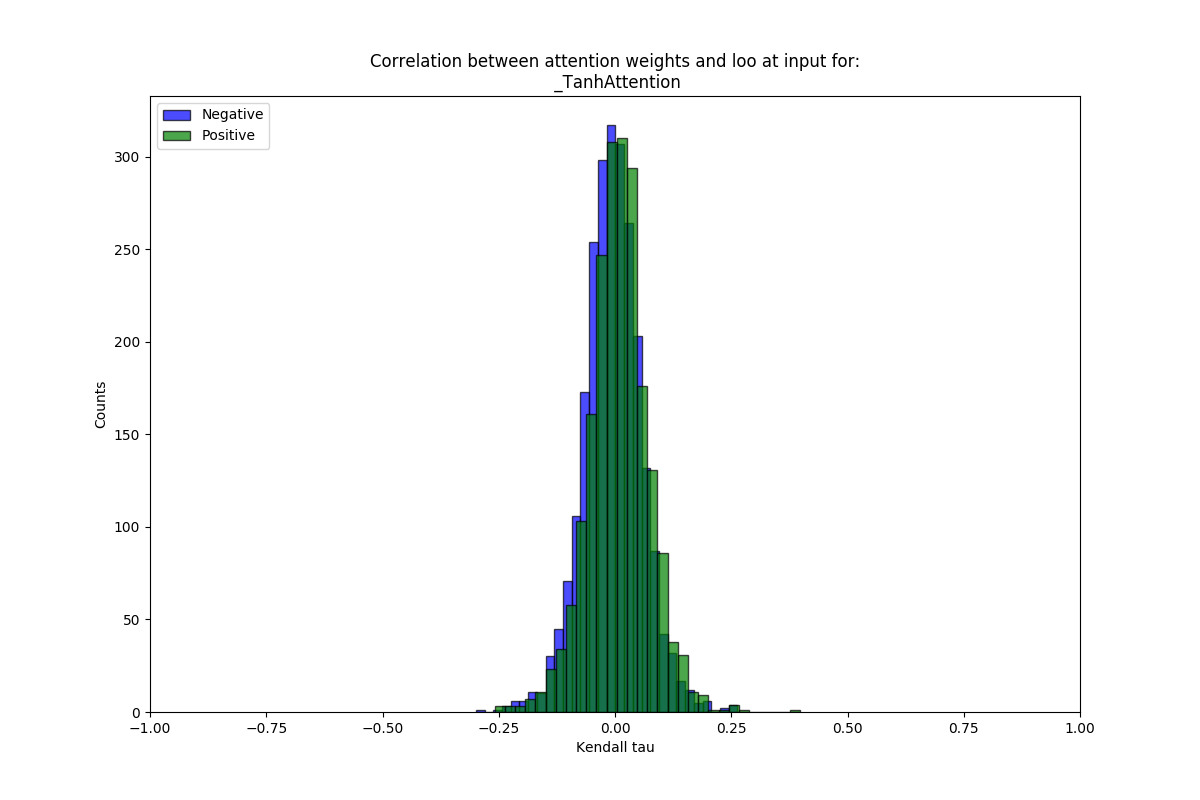 Correlation between attention weights and loo at input for:
_TanhAttention
Negative
Positive
300
250
200
150
100
50
0
Counts
−1.00
−0.75
−0.50
−0.25
0.00
0.25
0.50
0.75
1.00
Kendall tau